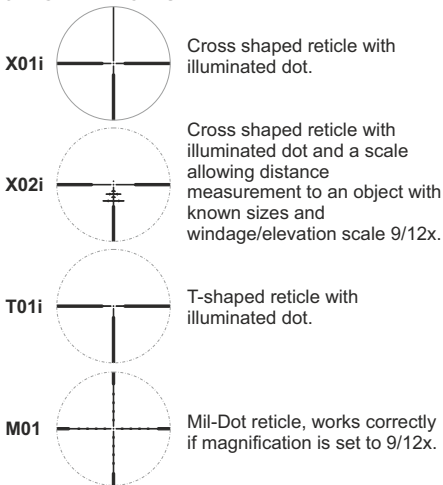 X01i
Cross shaped reticle with
illuminated dot.
X02i
Cross shaped reticle with
illuminated dot and a scale
allowing distance
measurement to an object with
known sizes and
windage/elevation scale 9/12x.
T01i
T-shaped reticle with
illuminated dot.
M01
Mil-Dot reticle, works correctly
if magnification is set to 9/12x.